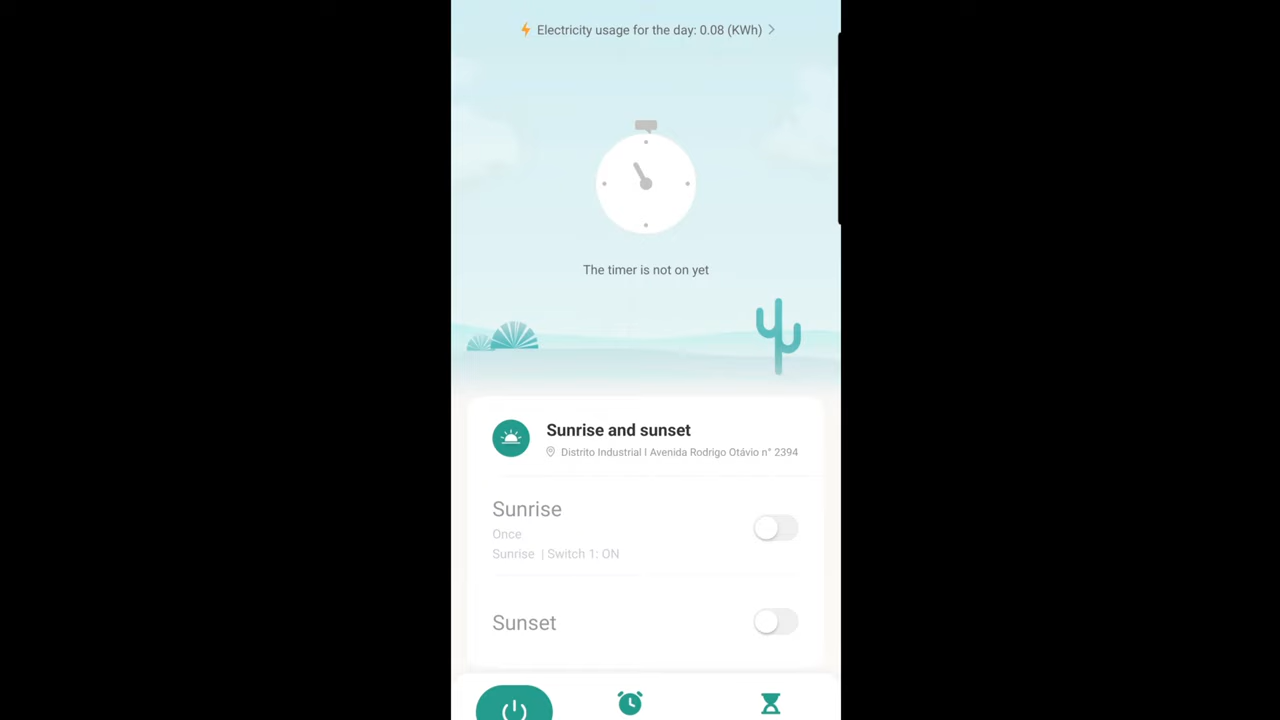 Electricity usage for the day: 0.08 (KWh)
The timer is not on yet
Sunrise and sunset
Distrito Industrial I Avenida Rodrigo Otávio n° 2394
Sunrise
Once
Sunrise | Switch 1: ON
Sunset